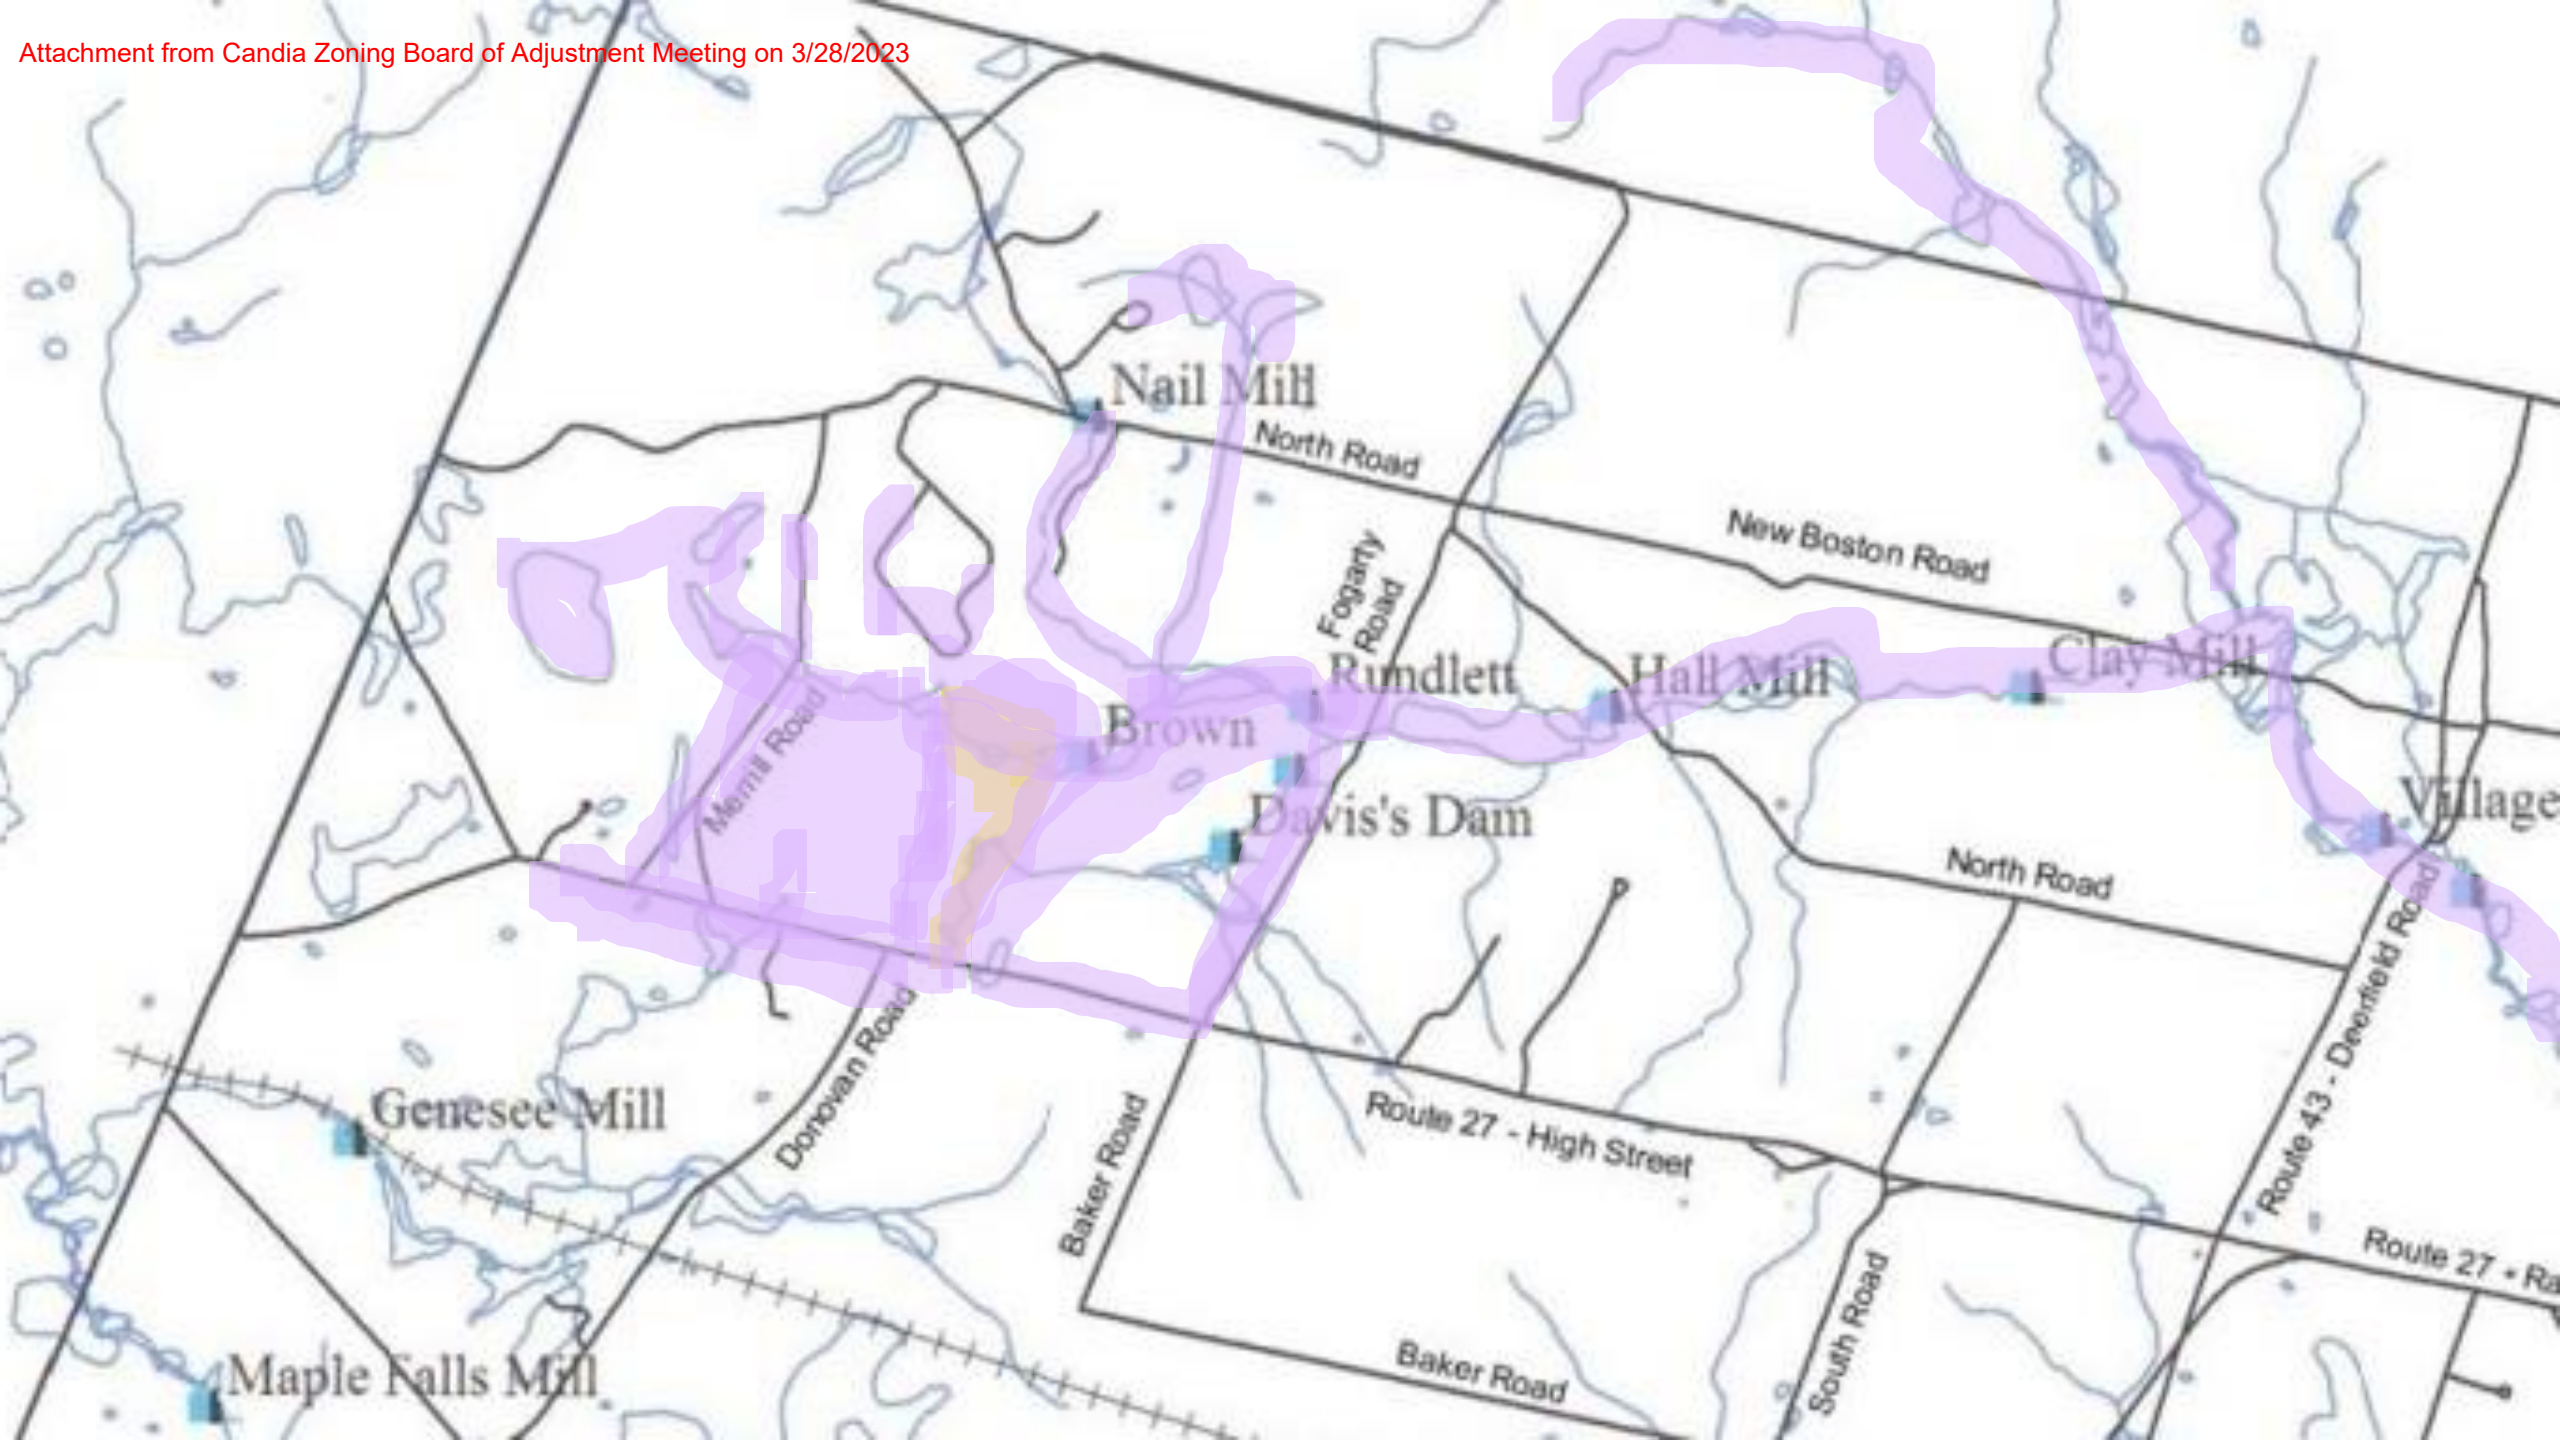 Attachment from Candia Zoning Board of Adjustment Meeting on 3/28/2023
Nail Mill
North Road
New Boston Road
Fogarty
Road
Rundlett
Hall Mill
Clay Mill
Merrill Road
Brown
Village
Davis's Dam
North Road
Route 43 - Deerfield Road
Donovan Road
Genesee Mill
Baker Road
Route 27 - High Street
Route 27 • Ra
South Road
Baker Road
Maple Falls Mill